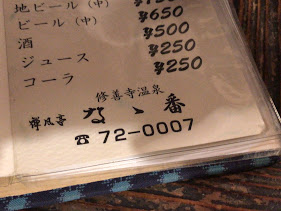 地ビール(中) ¥750
ビール(中) ¥650
酒 ¥500
ジュース ¥250
コーラ ¥250
修善寺温泉
禅風亭 なゝ番
☎72-0007